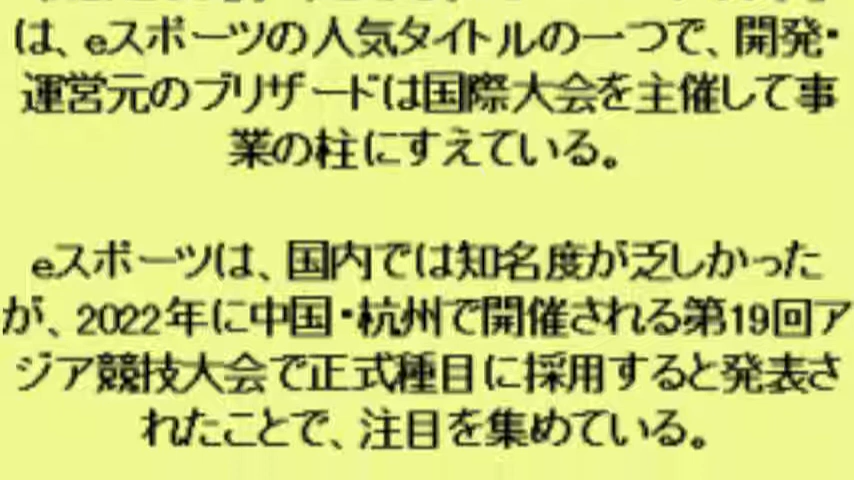 は、eスポーツの人気タイトルの一つで、開発・
運営元のブリザードは国際大会を主催して事
業の柱にすえている。
eスポーツは、国内では知名度が乏しかった
が、2022年に中国・杭州で開催される第19回ア
ジア競技大会で正式種目に採用すると発表さ
れたことで、注目を集めている。